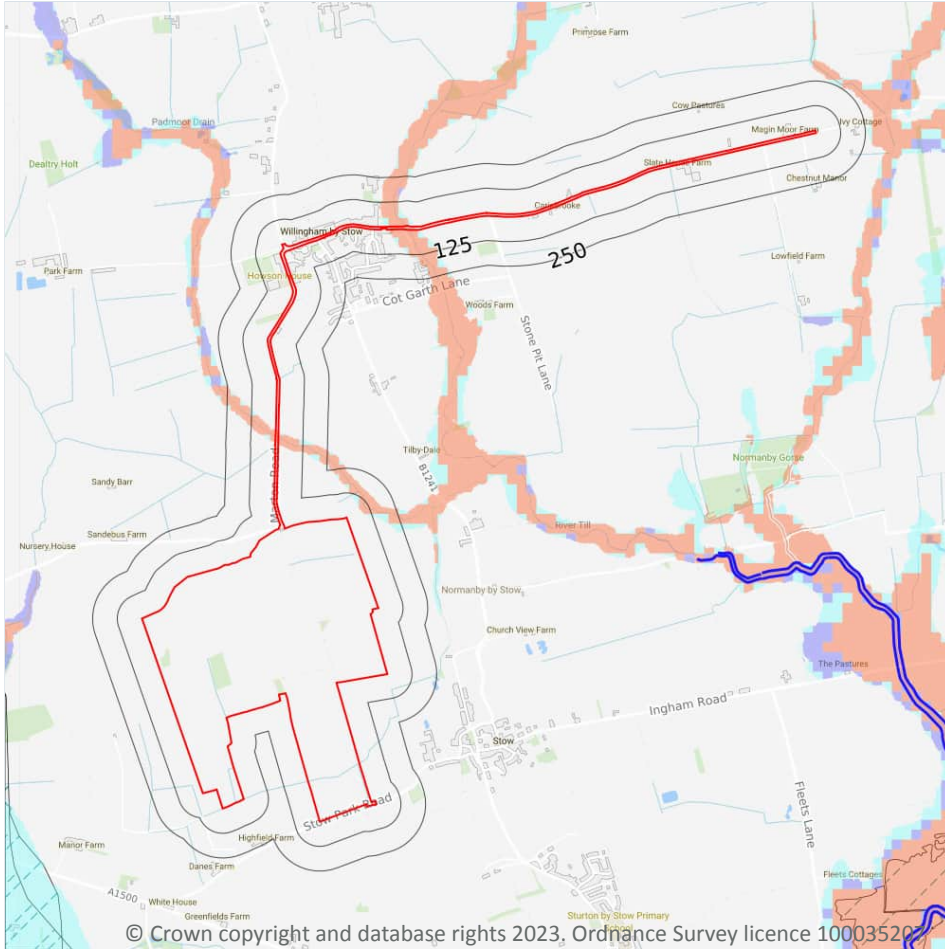 Primrose Farm
Cow Pastures
Padmoor Drain
Magin Moor Farm
Ivy Cottage
Dealtry Holt
Slate House Farm
Chestnut Manor
Willingham by Stow
125
250
Park Farm
Howson House
Lowfield Farm
Cot Garth Lane
Woods Farm
Stone Pit Lane
Tilby Dale
B1241
Normanby Gorse
Sandy Barr
Marton Road
Sandebus Farm
Nursery House
River Till
Normanby by Stow
Church View Farm
The Pastures
Ingham Road
Stow
Stow Park Road
Fleets Lane
Highfield Farm
Manor Farm
Danes Farm
A1500
White House
Fleets Cottages
Greenfields Farm
Sturton by Stow Primary
School
© Crown copyright and database rights 2023. Ordnance Survey licence